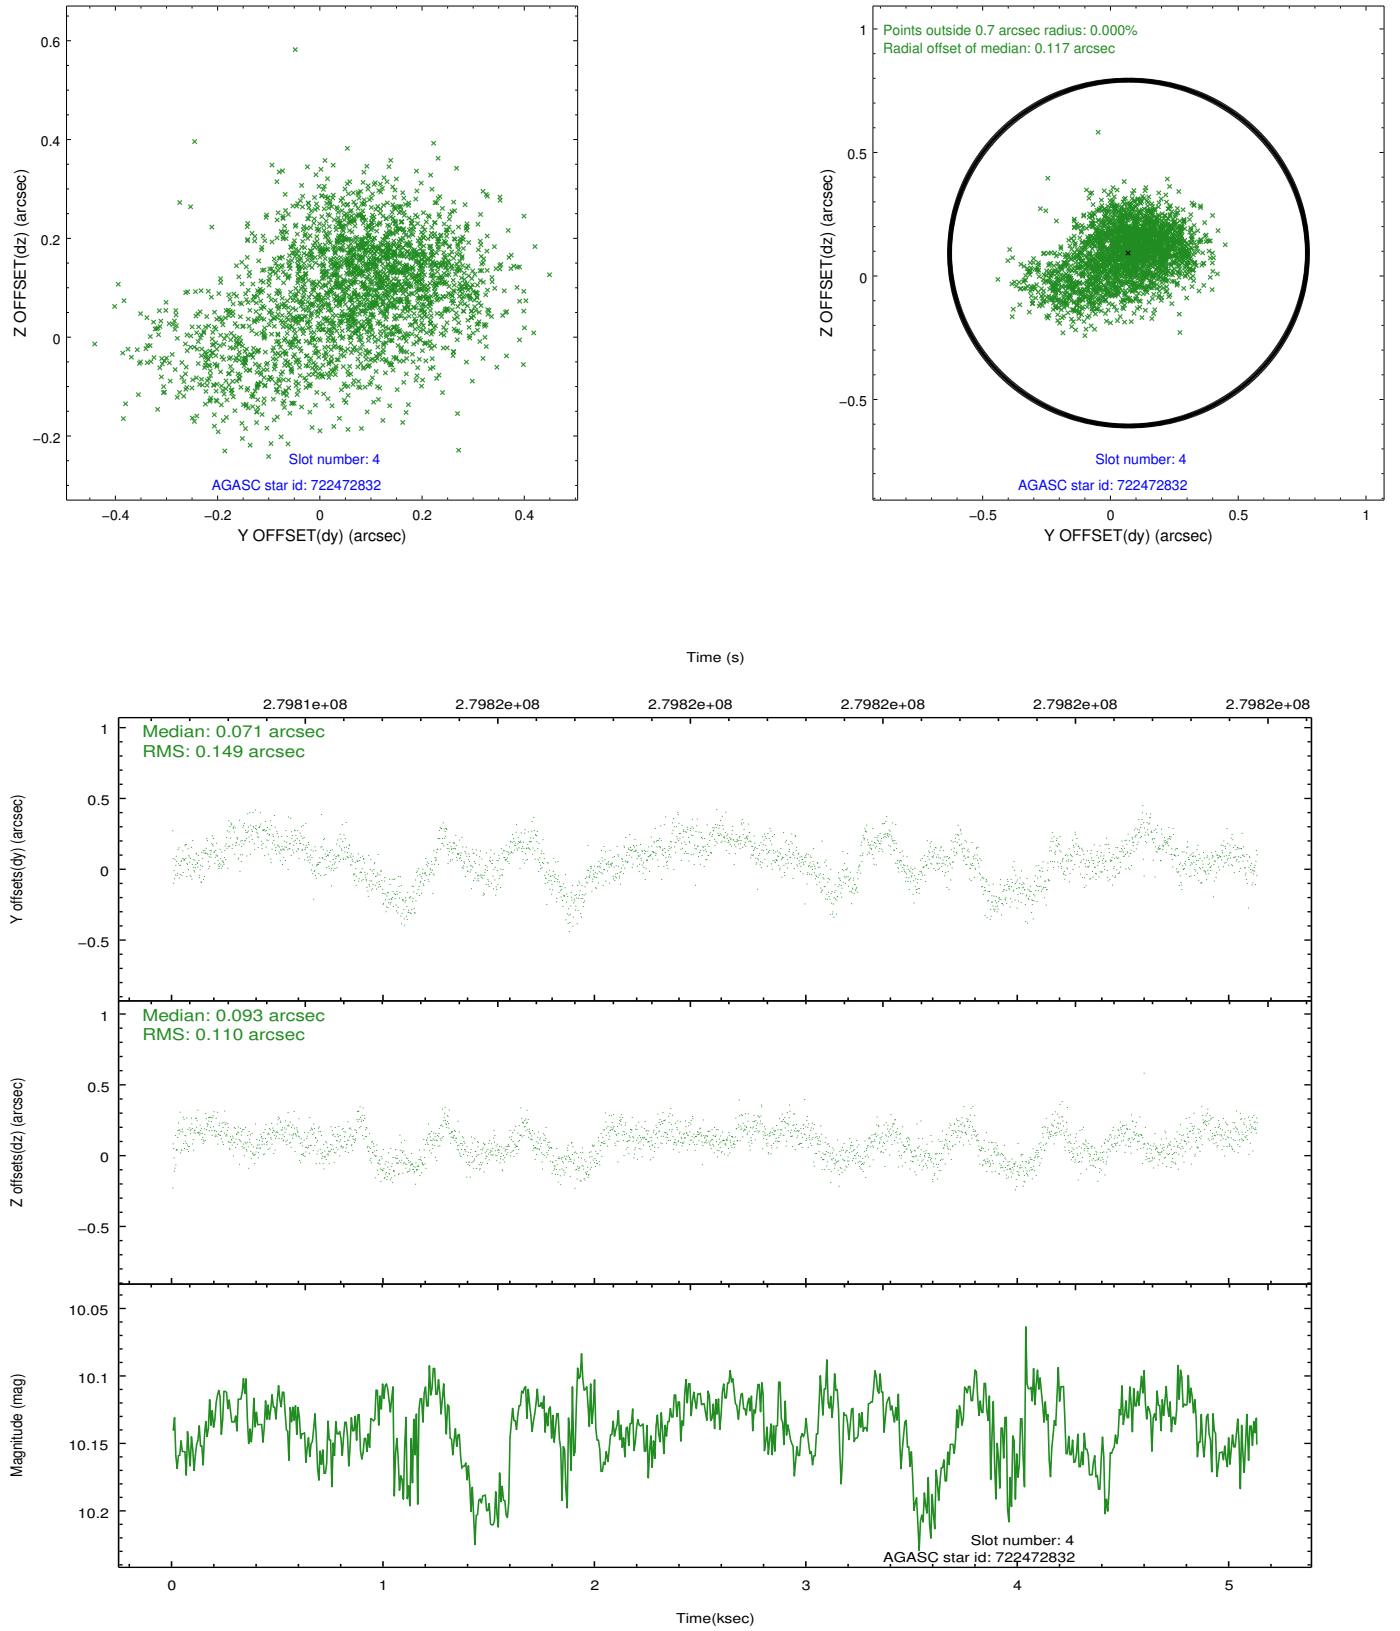 0.6
0.4
0.2
0
−0.2
Z OFFSET(dz) (arcsec)
Slot number: 4
AGASC star id: 722472832
−0.4
−0.2
0
0.2
0.4
Y OFFSET(dy) (arcsec)
Points outside 0.7 arcsec radius: 0.000%
Radial offset of median: 0.117 arcsec
1
0.5
0
−0.5
Z OFFSET(dz) (arcsec)
Slot number: 4
AGASC star id: 722472832
−0.5
0
0.5
1
Y OFFSET(dy) (arcsec)
Time (s)
2.7981e+08
2.7982e+08
2.7982e+08
2.7982e+08
2.7982e+08
2.7982e+08
Median: 0.071 arcsec
RMS: 0.149 arcsec
1
0.5
0
−0.5
Y offsets(dy) (arcsec)
Median: 0.093 arcsec
RMS: 0.110 arcsec
1
0.5
0
−0.5
Z offsets(dz) (arcsec)
10.05
10.1
10.15
10.2
Magnitude (mag)
Slot number: 4
AGASC star id: 722472832
0
1
2
3
4
5
Time(ksec)